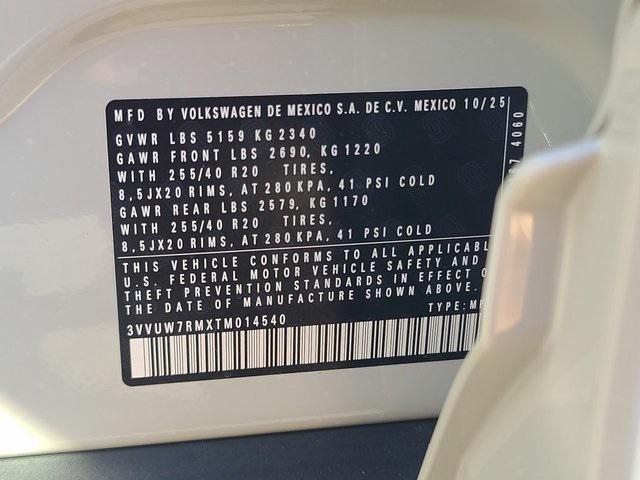 MFD BY VOLKSWAGEN DE MEXICO S.A. DE C.V. MEXICO 10/25
GVWR LBS 5159 KG 2340
GAWR FRONT LBS 2690, KG 1220
WITH 255/40 R20 TIRES,
8,5JX20 RIMS, AT 280 KPA, 41 PSI COLD
GAWR REAR LBS 2579, KG 1170
WITH 255/40 R20 TIRES,
8,5JX20 RIMS, AT 280 KPA, 41 PSI COLD
THIS VEHICLE CONFORMS TO ALL APPLICABL
U.S. FEDERAL MOTOR VEHICLE SAFETY AND
THEFT PREVENTION STANDARDS IN EFFECT O
THE DATE OF MANUFACTURE SHOWN ABOVE.
TYPE:MP
3VVUW7RMXTM014540
4060